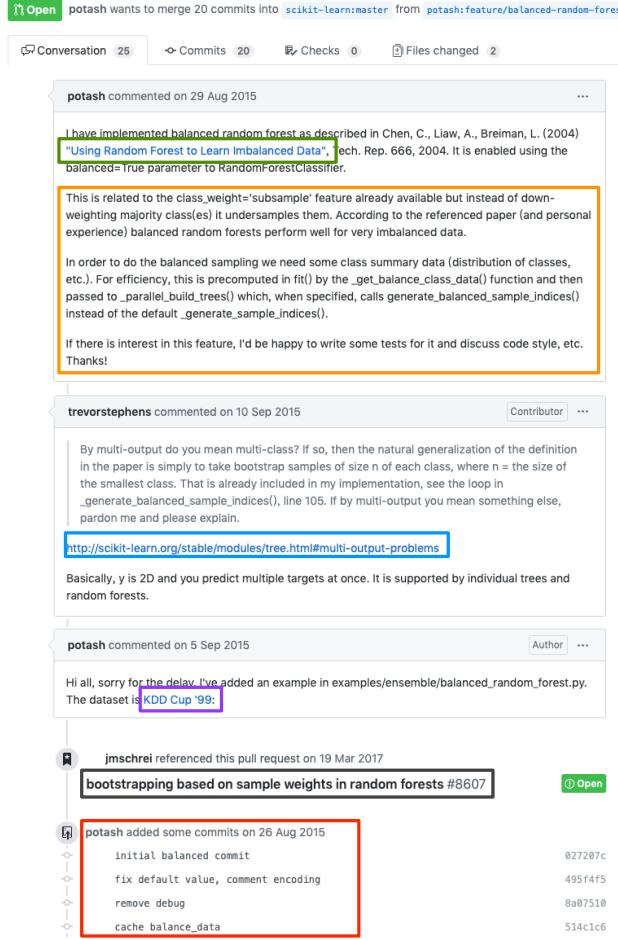 Open potash wants to merge 20 commits into scikit-learn:master from potash:feature/balanced-random-fores
Conversation 25 Commits 20 Checks 0 Files changed 2
potash commented on 29 Aug 2015 ...
I have implemented balanced random forest as described in Chen, C., Liaw, A., Breiman, L. (2004)
"Using Random Forest to Learn Imbalanced Data", Tech. Rep. 666, 2004. It is enabled using the
balanced=True parameter to RandomForestClassifier.
This is related to the class_weight='subsample' feature already available but instead of down-
weighting majority class(es) it undersamples them. According to the referenced paper (and personal
experience) balanced random forests perform well for very imbalanced data.
In order to do the balanced sampling we need some class summary data (distribution of classes,
etc.). For efficiency, this is precomputed in fit() by the _get_balance_class_data() function and then
passed to _parallel_build_trees() which, when specified, calls generate_balanced_sample_indices()
instead of the default _generate_sample_indices().
If there is interest in this feature, I'd be happy to write some tests for it and discuss code style, etc.
Thanks!
trevorstephens commented on 10 Sep 2015 Contributor ...
By multi-output do you mean multi-class? If so, then the natural generalization of the definition
in the paper is simply to take bootstrap samples of size n of each class, where n = the size of
the smallest class. That is already included in my implementation, see the loop in
_generate_balanced_sample_indices(), line 105. If by multi-output you mean something else,
pardon me and please explain.
http://scikit-learn.org/stable/modules/tree.html#multi-output-problems
Basically, y is 2D and you predict multiple targets at once. It is supported by individual trees and
random forests.
potash commented on 5 Sep 2015 Author ...
Hi all, sorry for the delay. I've added an example in examples/ensemble/balanced_random_forest.py.
The dataset is KDD Cup '99:
jmschrei referenced this pull request on 19 Mar 2017
bootstrapping based on sample weights in random forests #8607 Open
potash added some commits on 26 Aug 2015
initial balanced commit 027207c
fix default value, comment encoding 495f4f5
remove debug 8a07510
cache balance_data 514c1c6